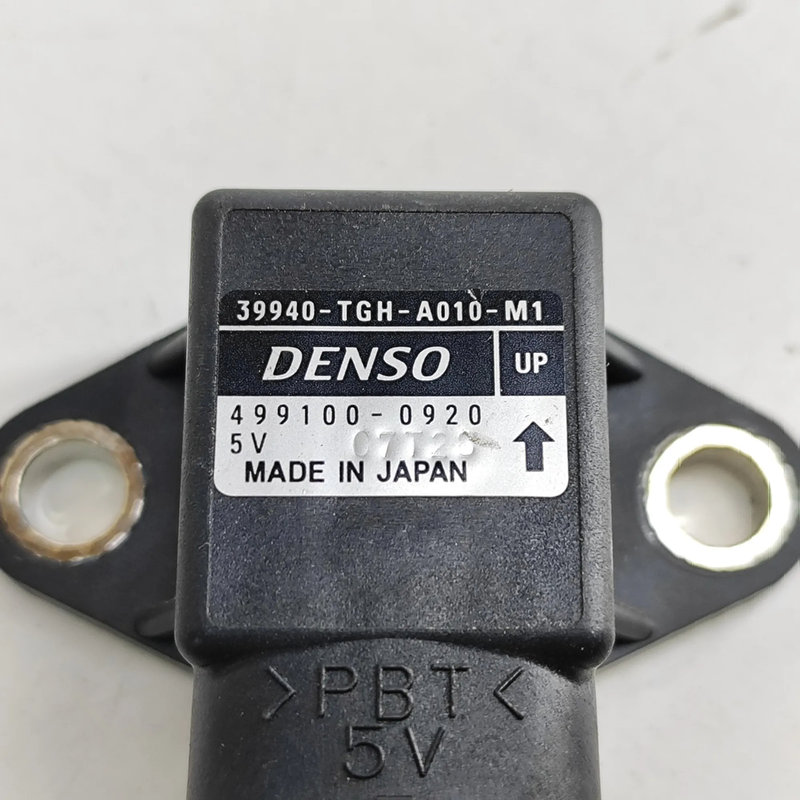 39940-TGH-A010-M1
DENSO UP
499100-0920
5V
MADE IN JAPAN
>PBT<
5V